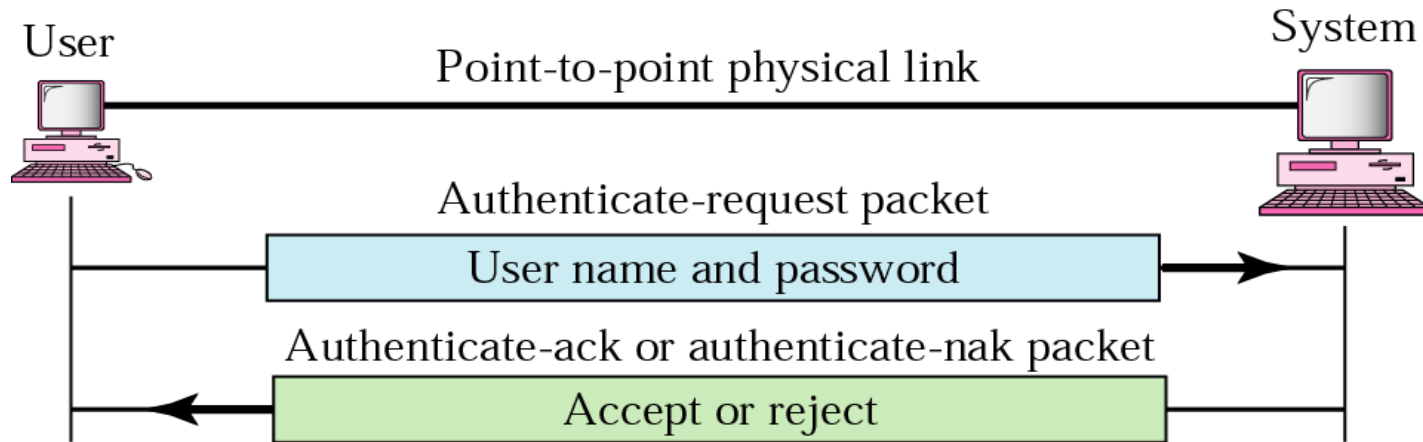 User
System
Point-to-point physical link
Authenticate-request packet
User name and password
Authenticate-ack or authenticate-nak packet
Accept or reject